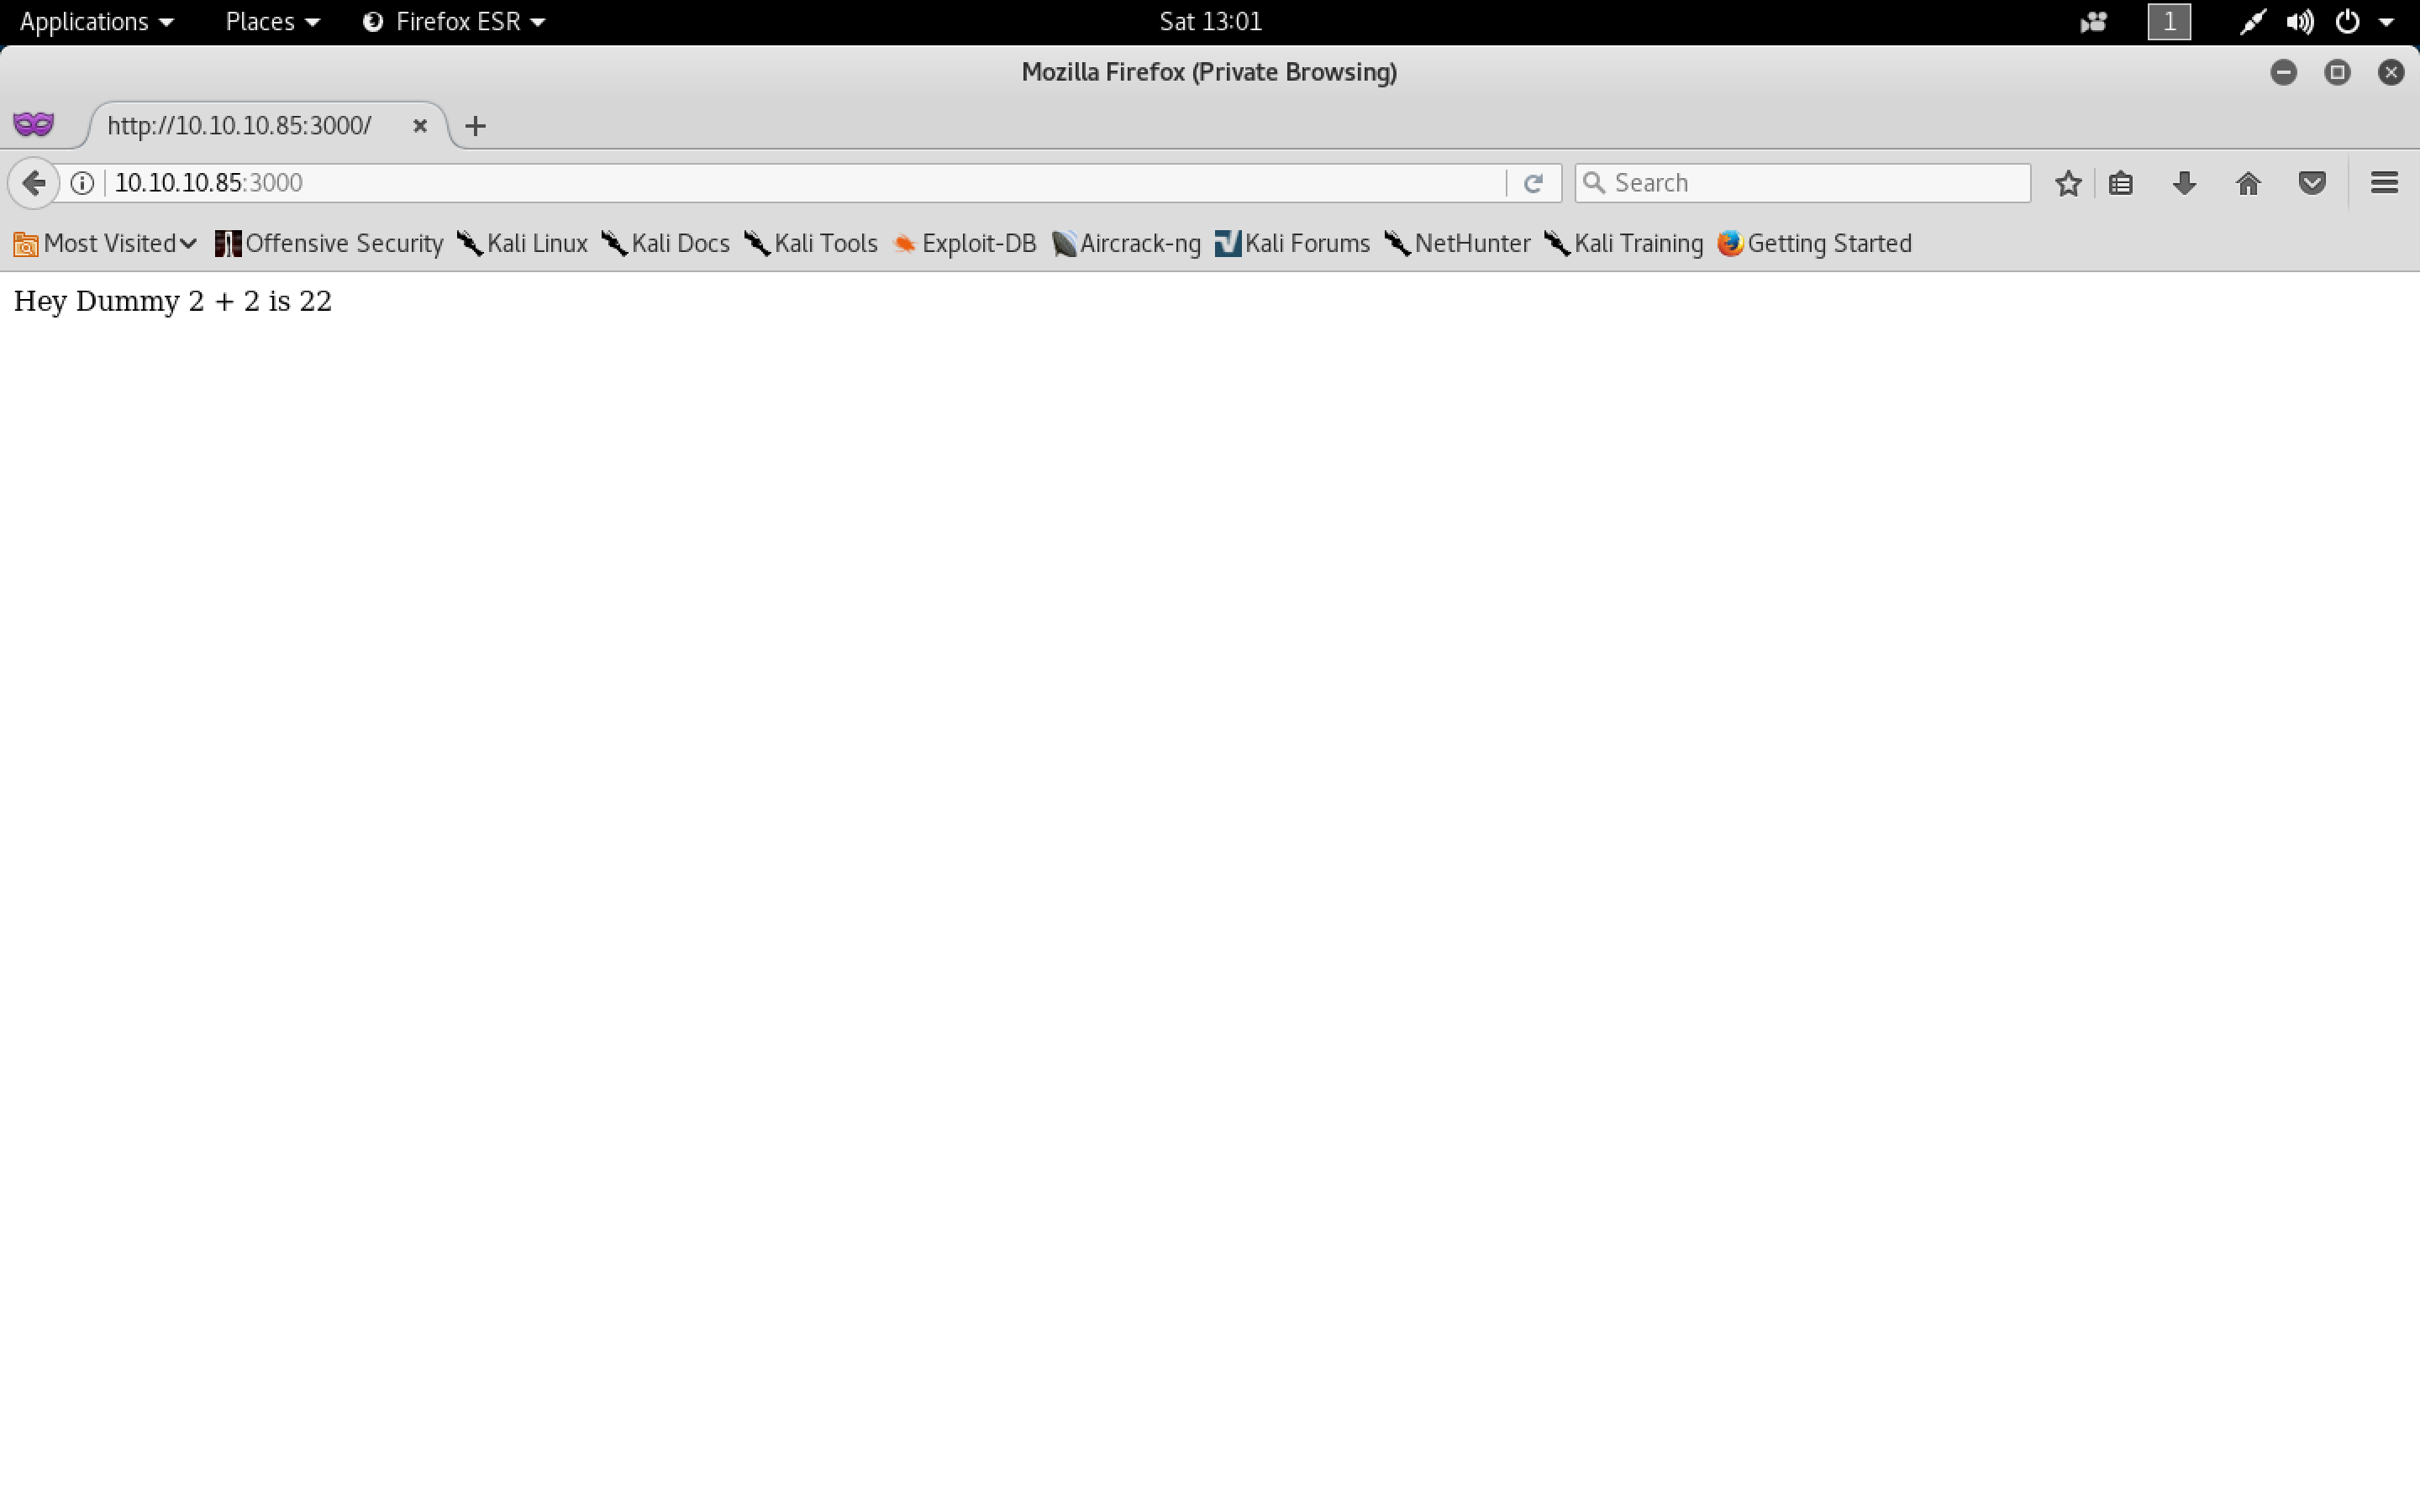 Applications Places Firefox ESR Sat 13:01 1
Mozilla Firefox (Private Browsing)
http://10.10.10.85:3000/
10.10.10.85:3000 Search
Most Visited Offensive Security Kali Linux Kali Docs Kali Tools Exploit-DB Aircrack-ng Kali Forums NetHunter Kali Training Getting Started
Hey Dummy 2 + 2 is 22